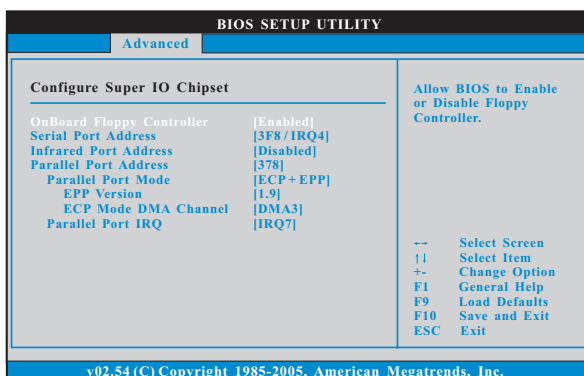 BIOS SETUP UTILITY
Advanced
Configure Super IO Chipset
OnBoard Floppy Controller [Enabled]
Serial Port Address [3F8 / IRQ4]
Infrared Port Address [Disabled]
Parallel Port Address [378]
Parallel Port Mode [ECP + EPP]
EPP Version [1.9]
ECP Mode DMA Channel [DMA3]
Parallel Port IRQ [IRQ7]
Allow BIOS to Enable
or Disable Floppy
Controller.
←→ Select Screen
↑↓ Select Item
+- Change Option
F1 General Help
F9 Load Defaults
F10 Save and Exit
ESC Exit
v02.54 (C) Copyright 1985-2005, American Megatrends, Inc.